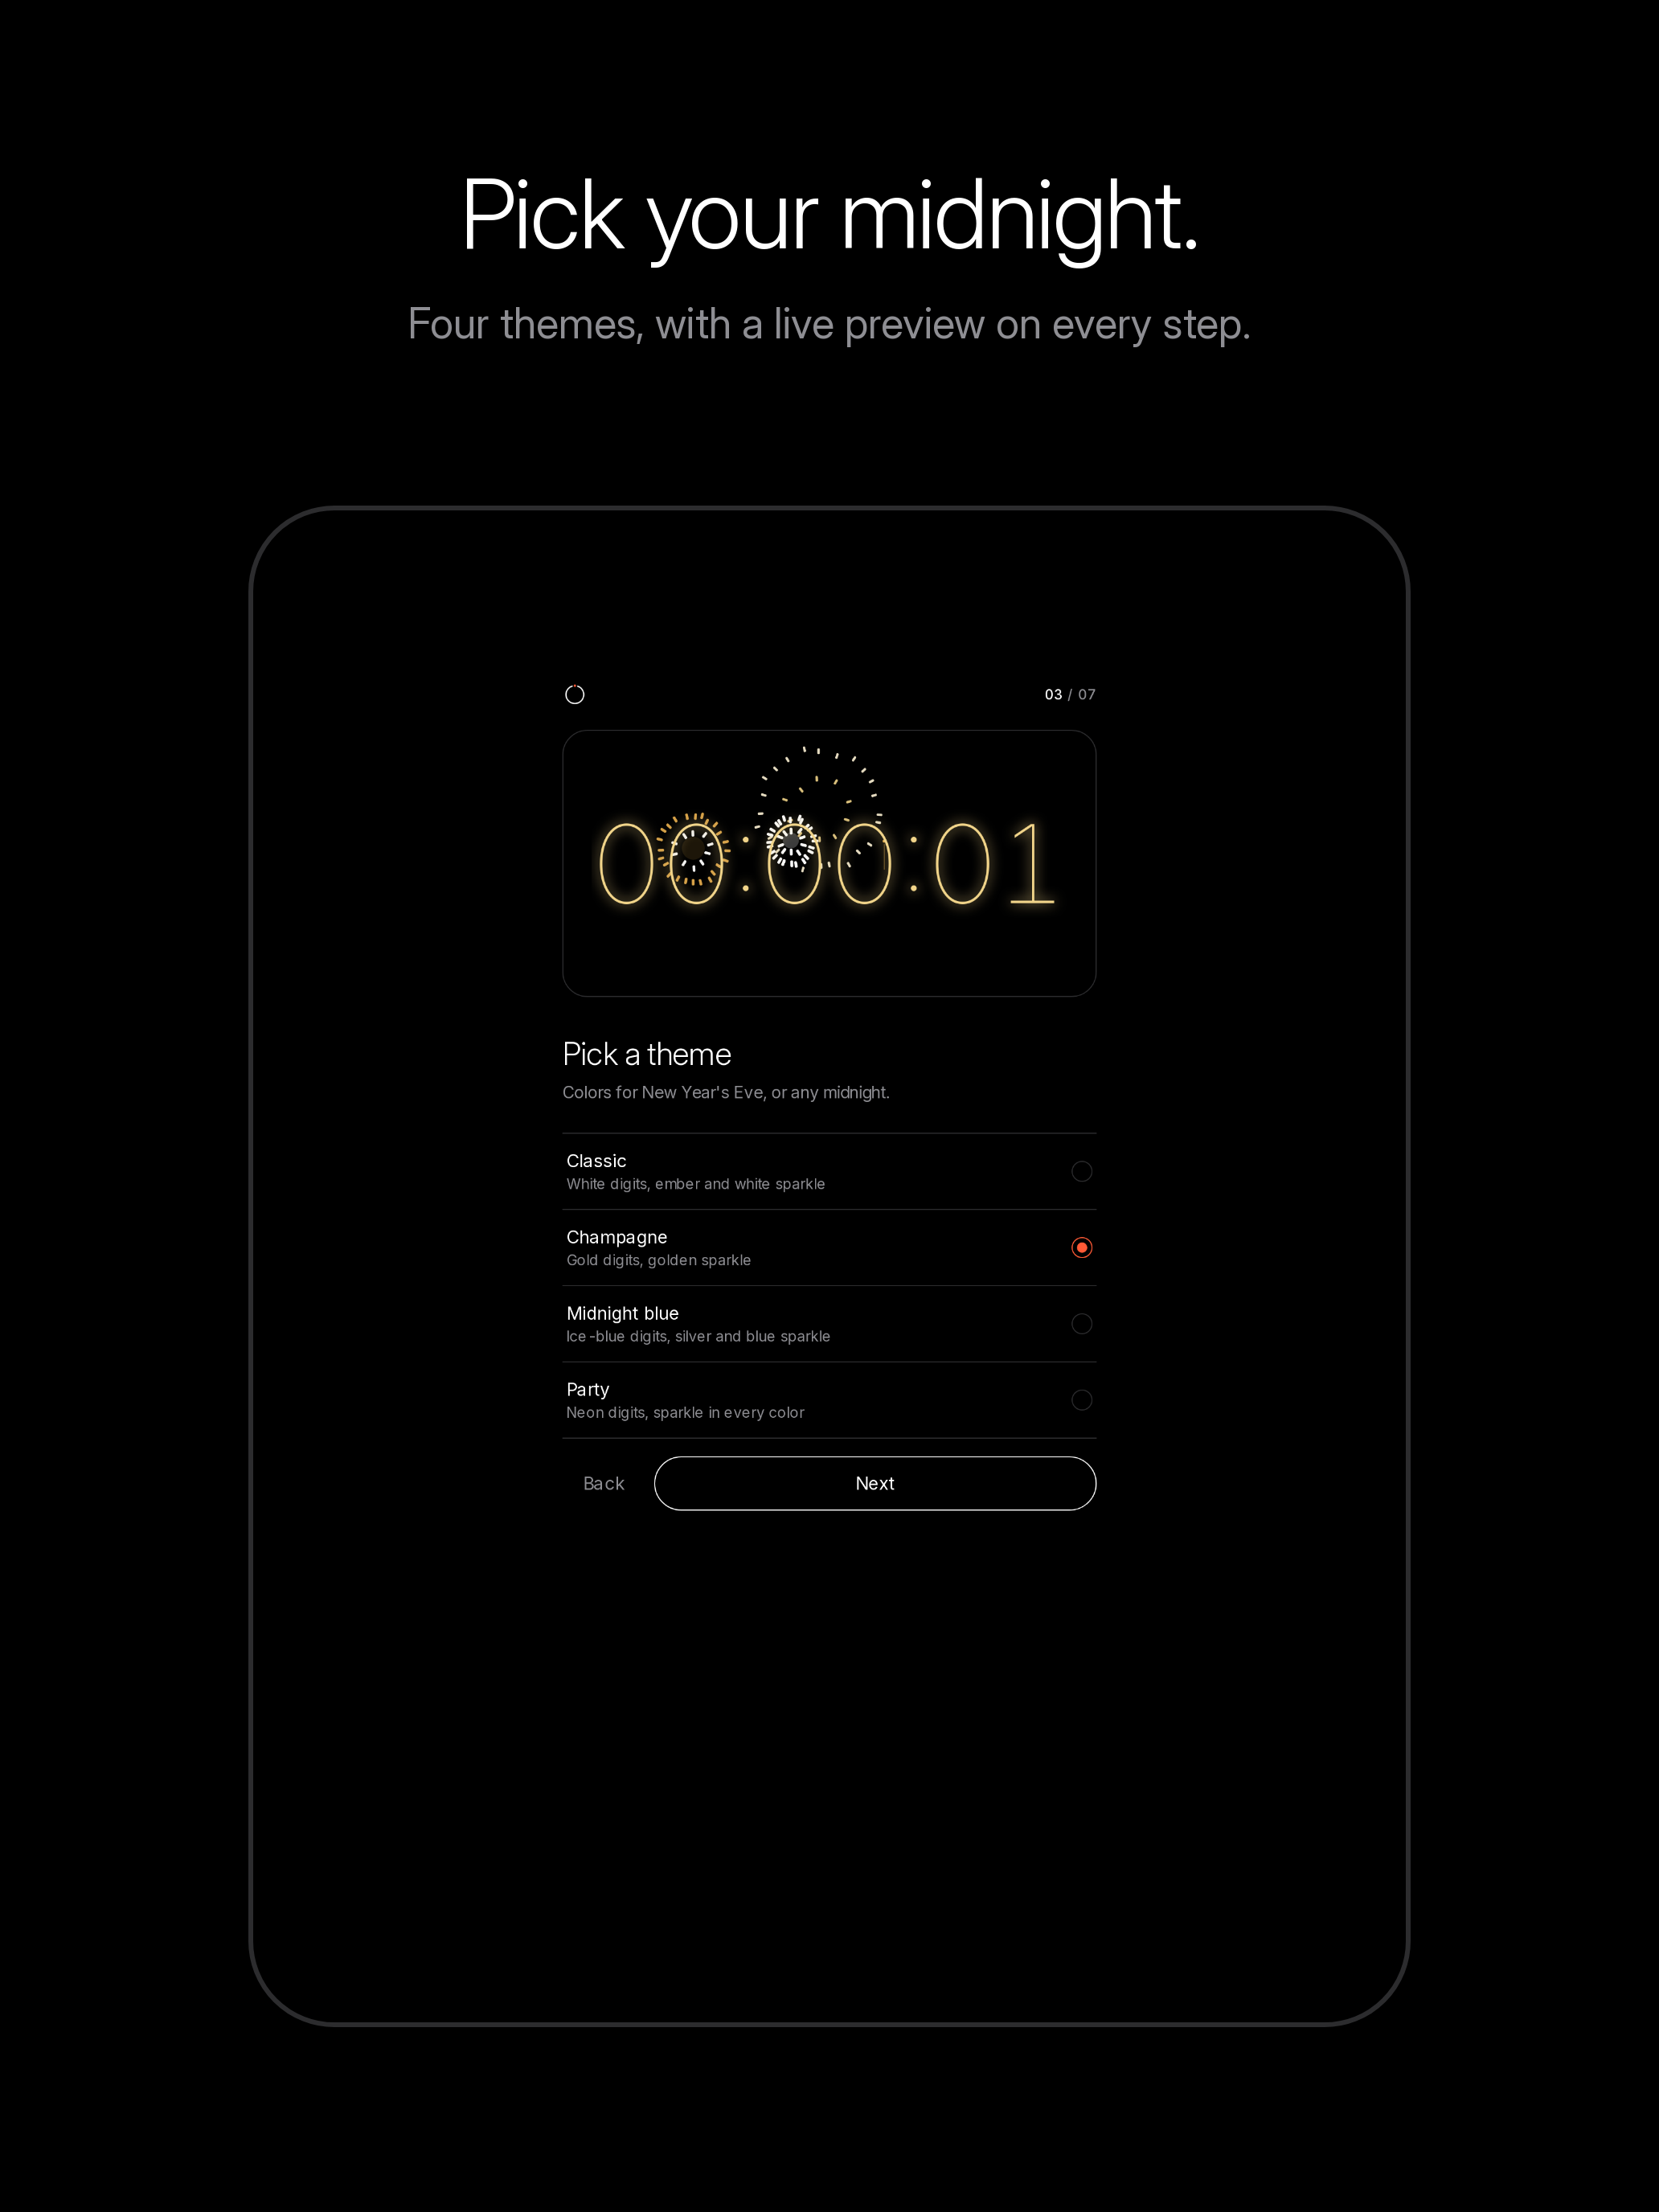 Pick your midnight.
Four themes, with a live preview on every step.
03 / 07
00:00:01
Pick a theme
Colors for New Year's Eve, or any midnight.
Classic
White digits, ember and white sparkle
Champagne
Gold digits, golden sparkle
Midnight blue
Ice-blue digits, silver and blue sparkle
Party
Neon digits, sparkle in every color
Back
Next